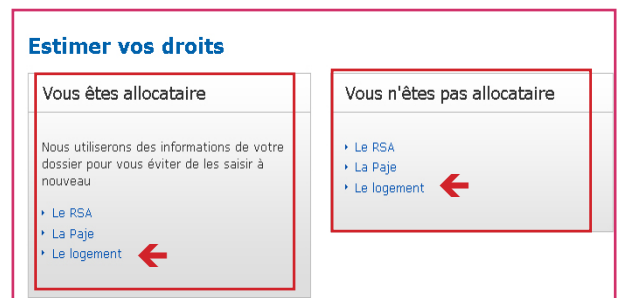 Estimer vos droits
Vous êtes allocataire
Nous utiliserons des informations de votre
dossier pour vous éviter de les saisir à
nouveau
Le RSA
La Paje
Le logement
Vous n'êtes pas allocataire
Le RSA
La Paje
Le logement